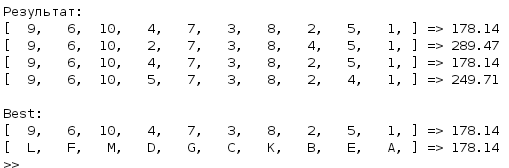 Результат:
[  9,   6,  10,   4,   7,   3,   8,   2,   5,   1, ] => 178.14
[  9,   6,  10,   2,   7,   3,   8,   4,   5,   1, ] => 289.47
[  9,   6,  10,   4,   7,   3,   8,   2,   5,   1, ] => 178.14
[  9,   6,  10,   5,   7,   3,   8,   2,   4,   1, ] => 249.71
Best:
[  9,   6,  10,   4,   7,   3,   8,   2,   5,   1, ] => 178.14
[  L,   F,   M,   D,   G,   C,   K,   B,   E,   A, ] => 178.14
>>